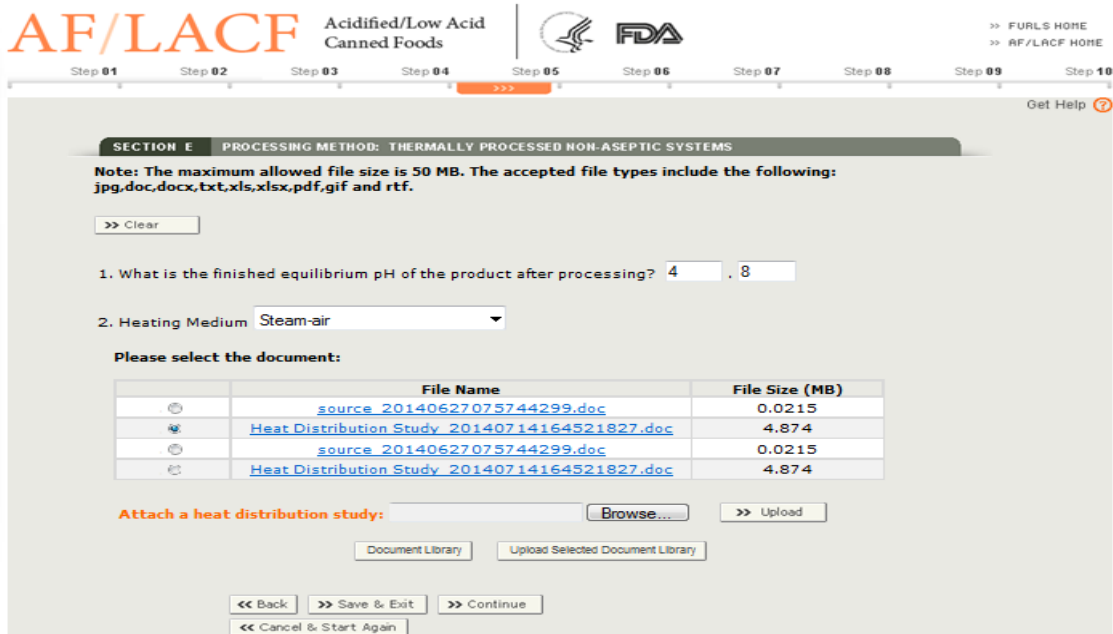 AF/LACF Acidified/Low Acid Canned Foods FDA >> FURLS HOME
>> AF/LACF HOME
Step 01 Step 02 Step 03 Step 04 Step 05 Step 06 Step 07 Step 08 Step 09 Step 10
>>>
Get Help ?
SECTION E PROCESSING METHOD: THERMALLY PROCESSED NON-ASEPTIC SYSTEMS
Note: The maximum allowed file size is 50 MB. The accepted file types include the following:
jpg,doc,docx,txt,xls,xlsx,pdf,gif and rtf.
>> Clear
1. What is the finished equilibrium pH of the product after processing? 4 . 8
2. Heating Medium Steam-air
Please select the document:
File Name File Size (MB)
source_20140627075744299.doc 0.0215
Heat Distribution Study_20140714164521827.doc 4.874
source_20140627075744299.doc 0.0215
Heat Distribution Study_20140714164521827.doc 4.874
Attach a heat distribution study: Browse... >> Upload
Document Library Upload Selected Document Library
<< Back >> Save & Exit >> Continue
<< Cancel & Start Again